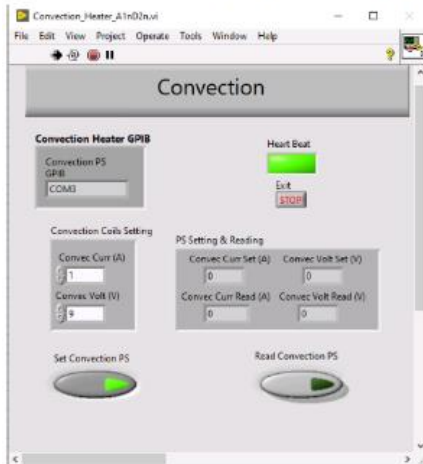 Convection_Heater_A1nD2n.vi
File Edit View Project Operate Tools Window Help
Convection
Convection Heater GPIB
Convection PS
GPIB
COM3
Heart Beat
Exit
STOP
Convection Coils Setting
Convec Curr (A)
1
Convec Volt (V)
9
PS Setting & Reading
Convec Curr Set (A) Convec Volt Set (V)
0 0
Convec Curr Read (A) Convec Volt Read (V)
0 0
Set Convection PS
Read Convection PS